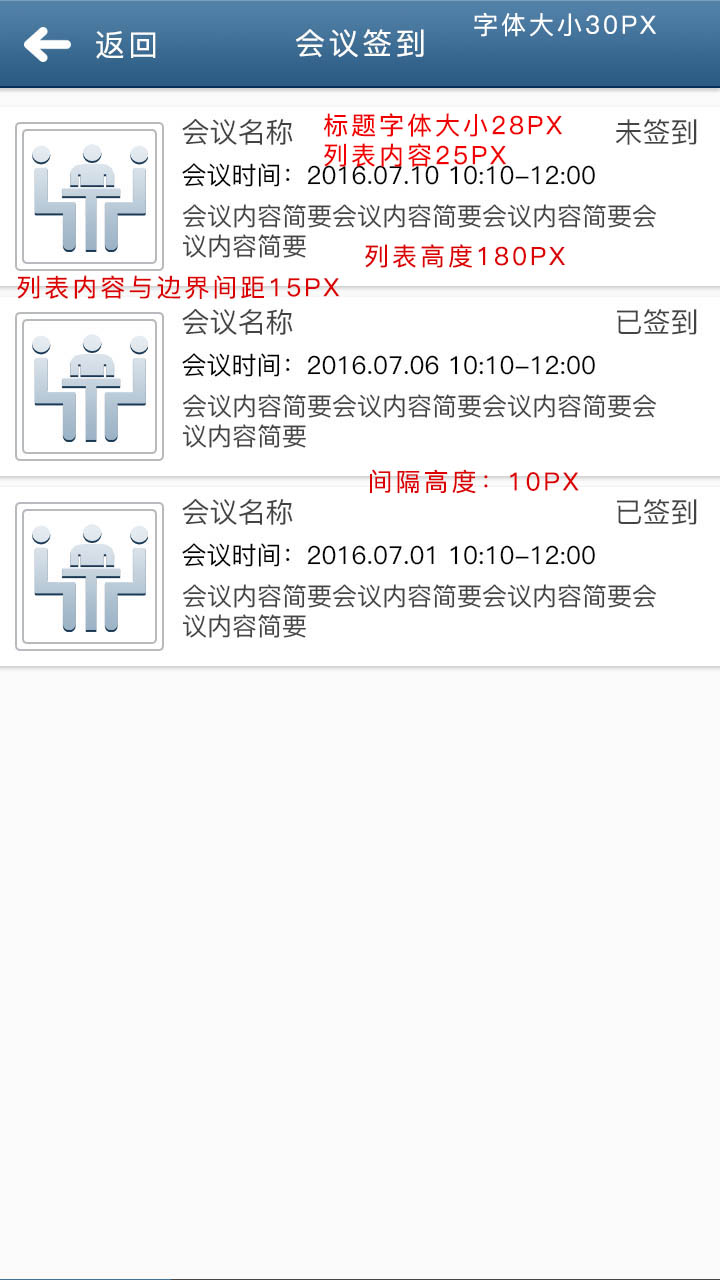 返回
会议签到
字体大小30PX
会议名称
标题字体大小28PX
未签到
列表内容25PX
会议时间：2016.07.10 10:10-12:00
会议内容简要会议内容简要会议内容简要会
议内容简要
列表高度180PX
列表内容与边界间距15PX
会议名称
已签到
会议时间：2016.07.06 10:10-12:00
会议内容简要会议内容简要会议内容简要会
议内容简要
间隔高度：10PX
会议名称
已签到
会议时间：2016.07.01 10:10-12:00
会议内容简要会议内容简要会议内容简要会
议内容简要